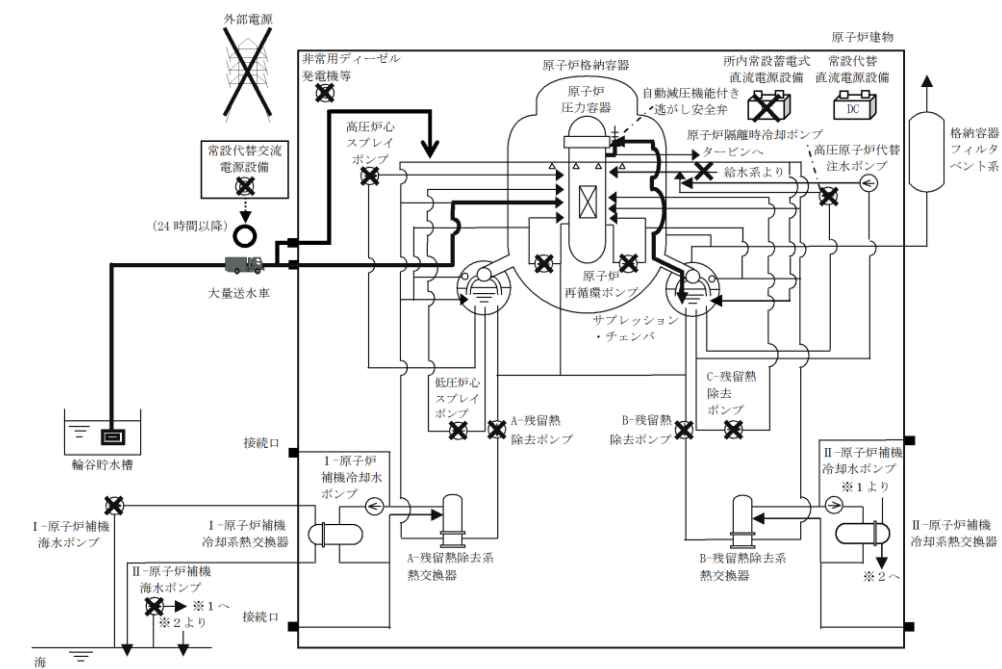 外部電源
原子炉建物
非常用ディーゼル
発電機等
原子炉格納容器
所内常設蓄電式
直流電源設備
常設代替
直流電源設備
DC
原子炉
圧力容器
自動減圧機能付き
逃がし安全弁
高圧炉心
スプレイ
ポンプ
原子炉隔離時冷却ポンプ
タービンへ
給水系より
高圧原子炉代替
注水ポンプ
格納容器
フィルタ
ベント系
常設代替交流
電源設備
(24時間以降)
大量送水車
原子炉
再循環ポンプ
サプレッション
・チェンバ
低圧炉心
スプレイ
ポンプ
A-残留熱
除去ポンプ
B-残留熱
除去ポンプ
C-残留熱
除去
ポンプ
輪谷貯水槽
接続口
Ⅰ-原子炉
補機冷却水
ポンプ
Ⅱ-原子炉補機
冷却水ポンプ
※1より
Ⅰ-原子炉補機
海水ポンプ
Ⅰ-原子炉補機
冷却系熱交換器
Ⅱ-原子炉補機
冷却系熱交換器
A-残留熱除去系
熱交換器
B-残留熱除去系
熱交換器
※2へ
Ⅱ-原子炉補機
海水ポンプ
※1へ
※2より
接続口
海